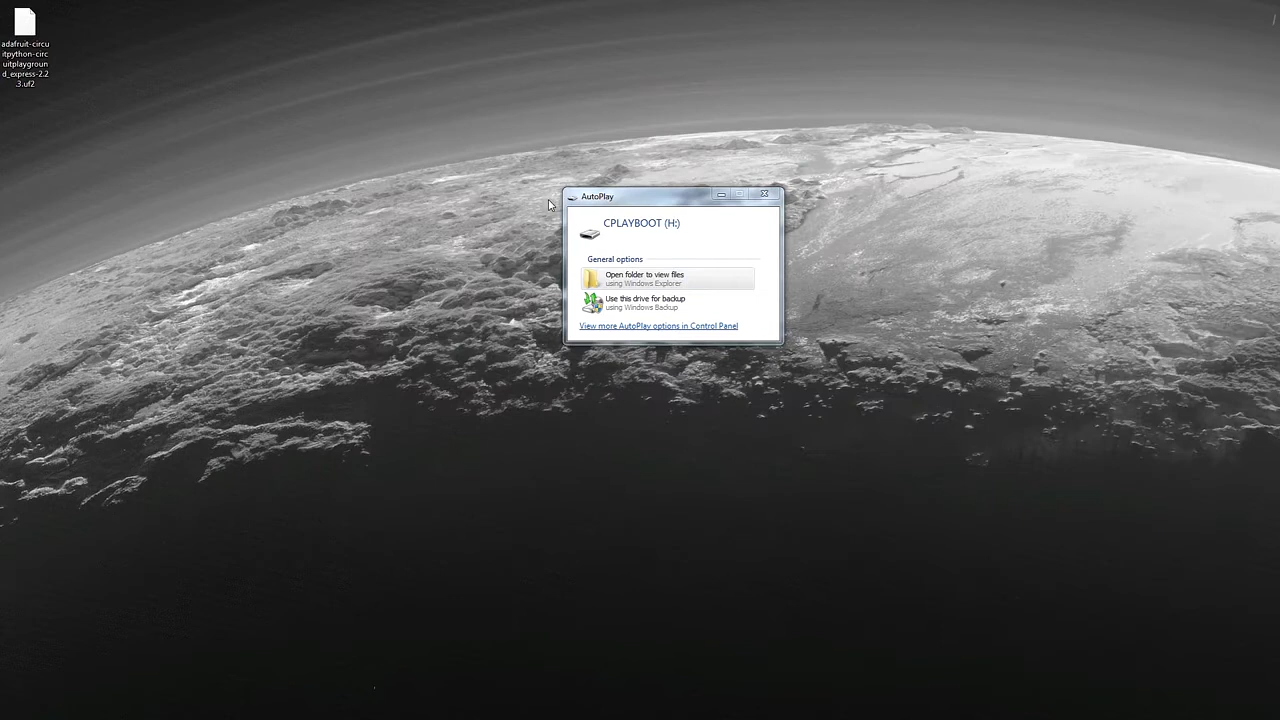 adafruit-circu
itpython-circ
uitplaygroun
d_express-2.2
.3.uf2
AutoPlay
CPLAYBOOT (H:)
General options
Open folder to view files
using Windows Explorer
Use this drive for backup
using Windows Backup
View more AutoPlay options in Control Panel